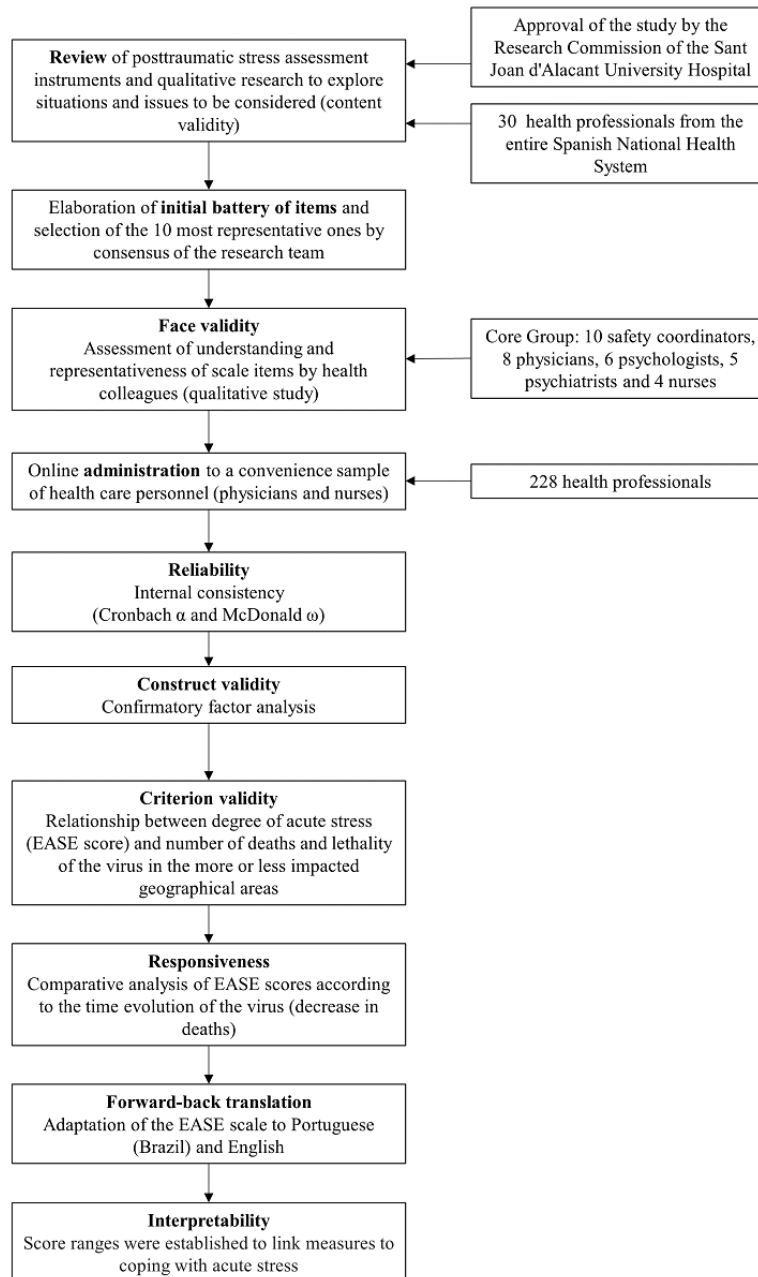 Review of posttraumatic stress assessment
instruments and qualitative research to explore
situations and issues to be considered (content
validity)
Approval of the study by the
Research Commission of the Sant
Joan d'Alacant University Hospital
30 health professionals from the
entire Spanish National Health
System
Elaboration of initial battery of items and
selection of the 10 most representative ones by
consensus of the research team
Face validity
Assessment of understanding and
representativeness of scale items by health
colleagues (qualitative study)
Core Group: 10 safety coordinators,
8 physicians, 6 psychologists, 5
psychiatrists and 4 nurses
Online administration to a convenience sample
of health care personnel (physicians and nurses)
228 health professionals
Reliability
Internal consistency
(Cronbach α and McDonald ω)
Construct validity
Confirmatory factor analysis
Criterion validity
Relationship between degree of acute stress
(EASE score) and number of deaths and lethality
of the virus in the more or less impacted
geographical areas
Responsiveness
Comparative analysis of EASE scores according
to the time evolution of the virus (decrease in
deaths)
Forward-back translation
Adaptation of the EASE scale to Portuguese
(Brazil) and English
Interpretability
Score ranges were established to link measures to
coping with acute stress